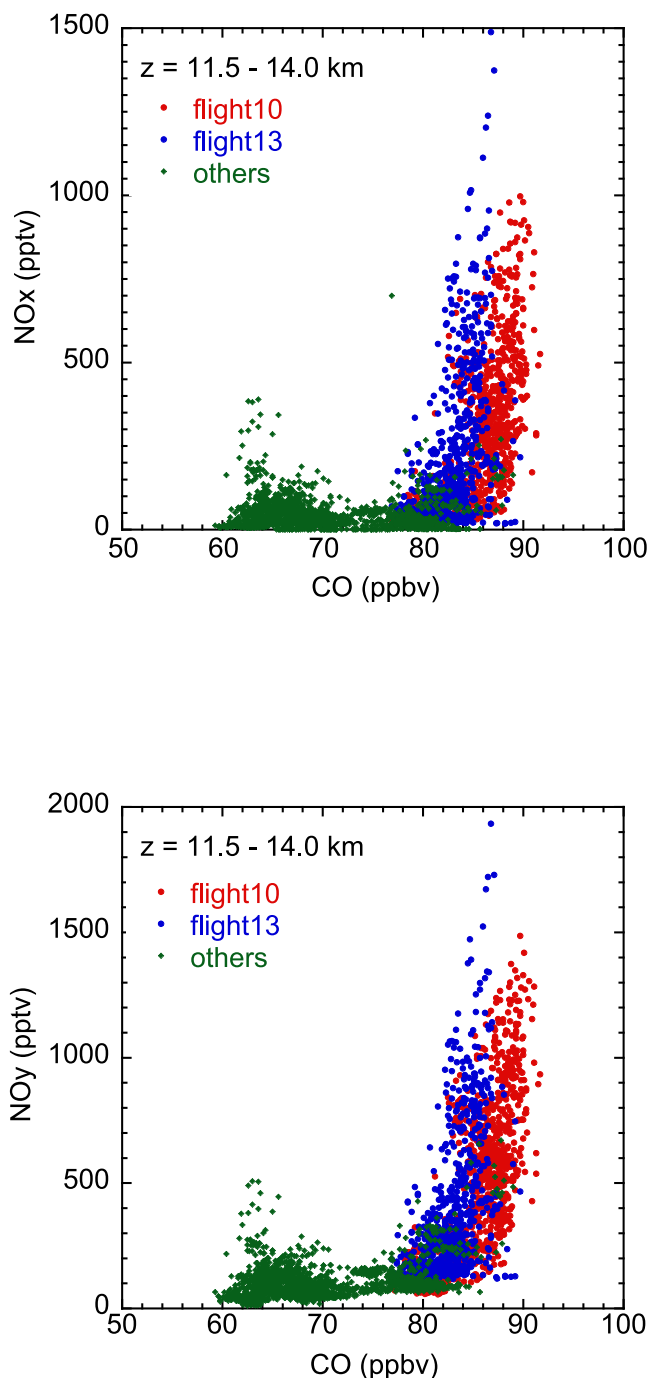 1500
z = 11.5 - 14.0 km
flight10
flight13
others
1000
NOx (pptv)
500
0
50 60 70 80 90 100
CO (ppbv)
2000
z = 11.5 - 14.0 km
flight10
flight13
others
1500
NOy (pptv)
1000
500
0
50 60 70 80 90 100
CO (ppbv)